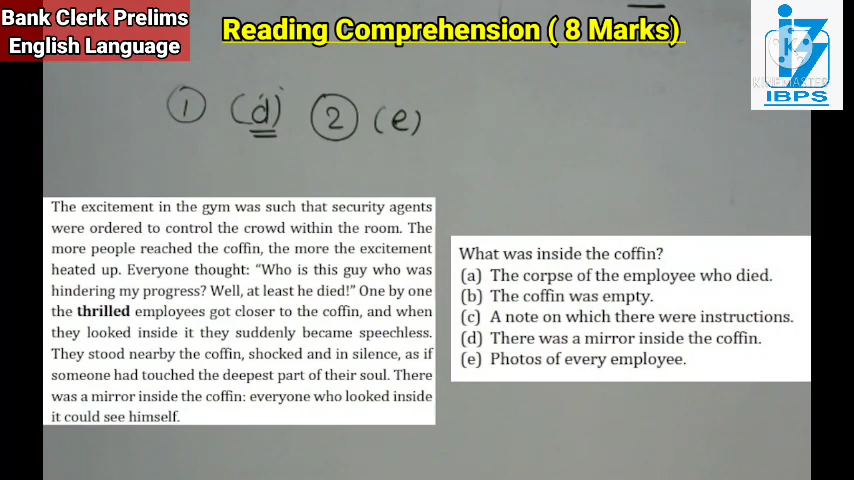 Bank Clerk Prelims
English Language
Reading Comprehension ( 8 Marks)
K
KINEMASTER
IBPS
1 (d) 2 (e)
The excitement in the gym was such that security agents
were ordered to control the crowd within the room. The
more people reached the coffin, the more the excitement
heated up. Everyone thought: “Who is this guy who was
hindering my progress? Well, at least he died!” One by one
the thrilled employees got closer to the coffin, and when
they looked inside it they suddenly became speechless.
They stood nearby the coffin, shocked and in silence, as if
someone had touched the deepest part of their soul. There
was a mirror inside the coffin: everyone who looked inside
it could see himself.
What was inside the coffin?
(a) The corpse of the employee who died.
(b) The coffin was empty.
(c) A note on which there were instructions.
(d) There was a mirror inside the coffin.
(e) Photos of every employee.